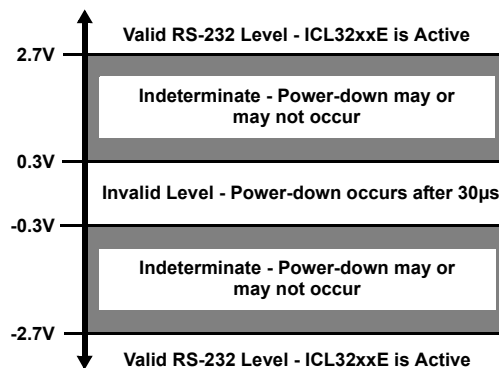 Valid RS-232 Level - ICL32xxE is Active
2.7V
Indeterminate - Power-down may or
may not occur
0.3V
Invalid Level - Power-down occurs after 30µs
-0.3V
Indeterminate - Power-down may or
may not occur
-2.7V
Valid RS-232 Level - ICL32xxE is Active